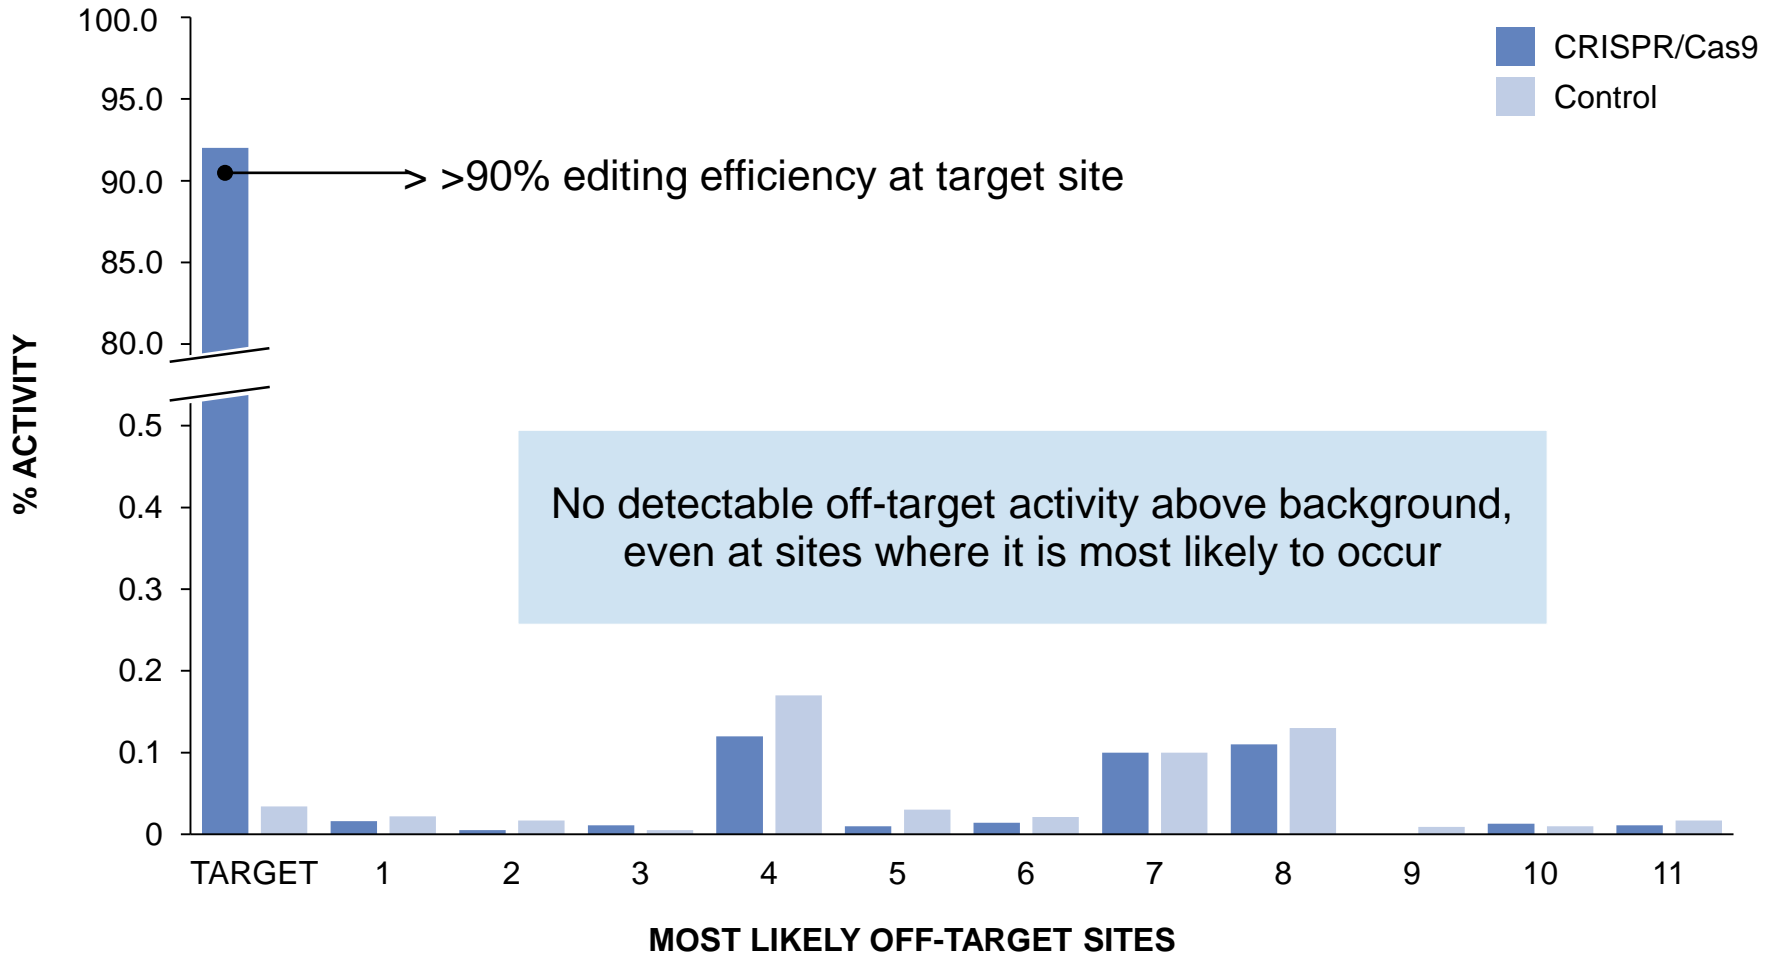 100.0
95.0
90.0
85.0
80.0
0.5
0.4
0.3
0.2
0.1
0
% ACTIVITY
CRISPR/Cas9
Control
>90% editing efficiency at target site
No detectable off-target activity above background,
even at sites where it is most likely to occur
TARGET 1 2 3 4 5 6 7 8 9 10 11
MOST LIKELY OFF-TARGET SITES